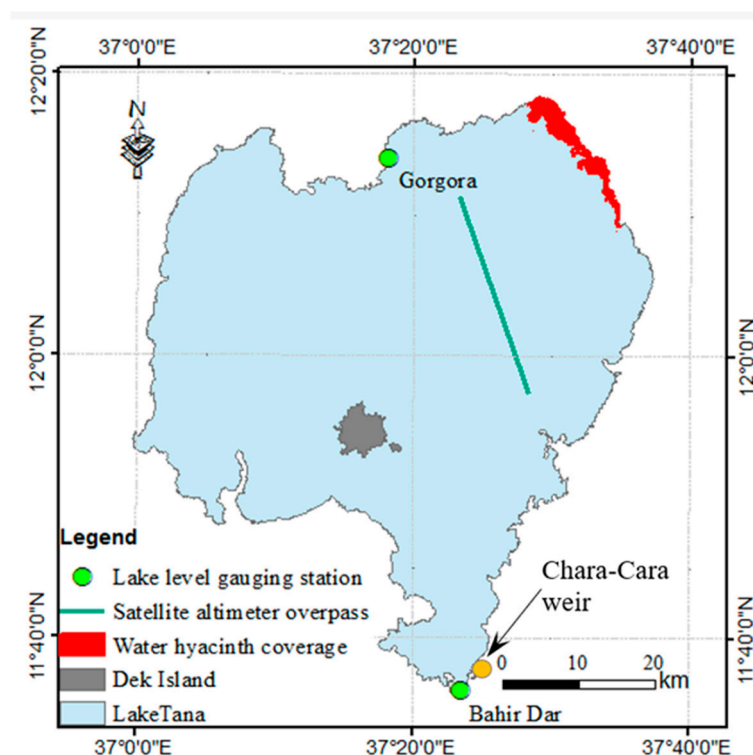 37°0'0"E 37°20'0"E 37°40'0"E
12°20'0"N
12°20'0"N
N
Gorgora
12°0'0"N
12°0'0"N
Legend
Lake level gauging station
Satellite altimeter overpass
Water hyacinth coverage
Dek Island
LakeTana
Chara-Cara
weir
11°40'0"N
11°40'0"N
0 10 20
km
Bahir Dar
37°0'0"E 37°20'0"E 37°40'0"E